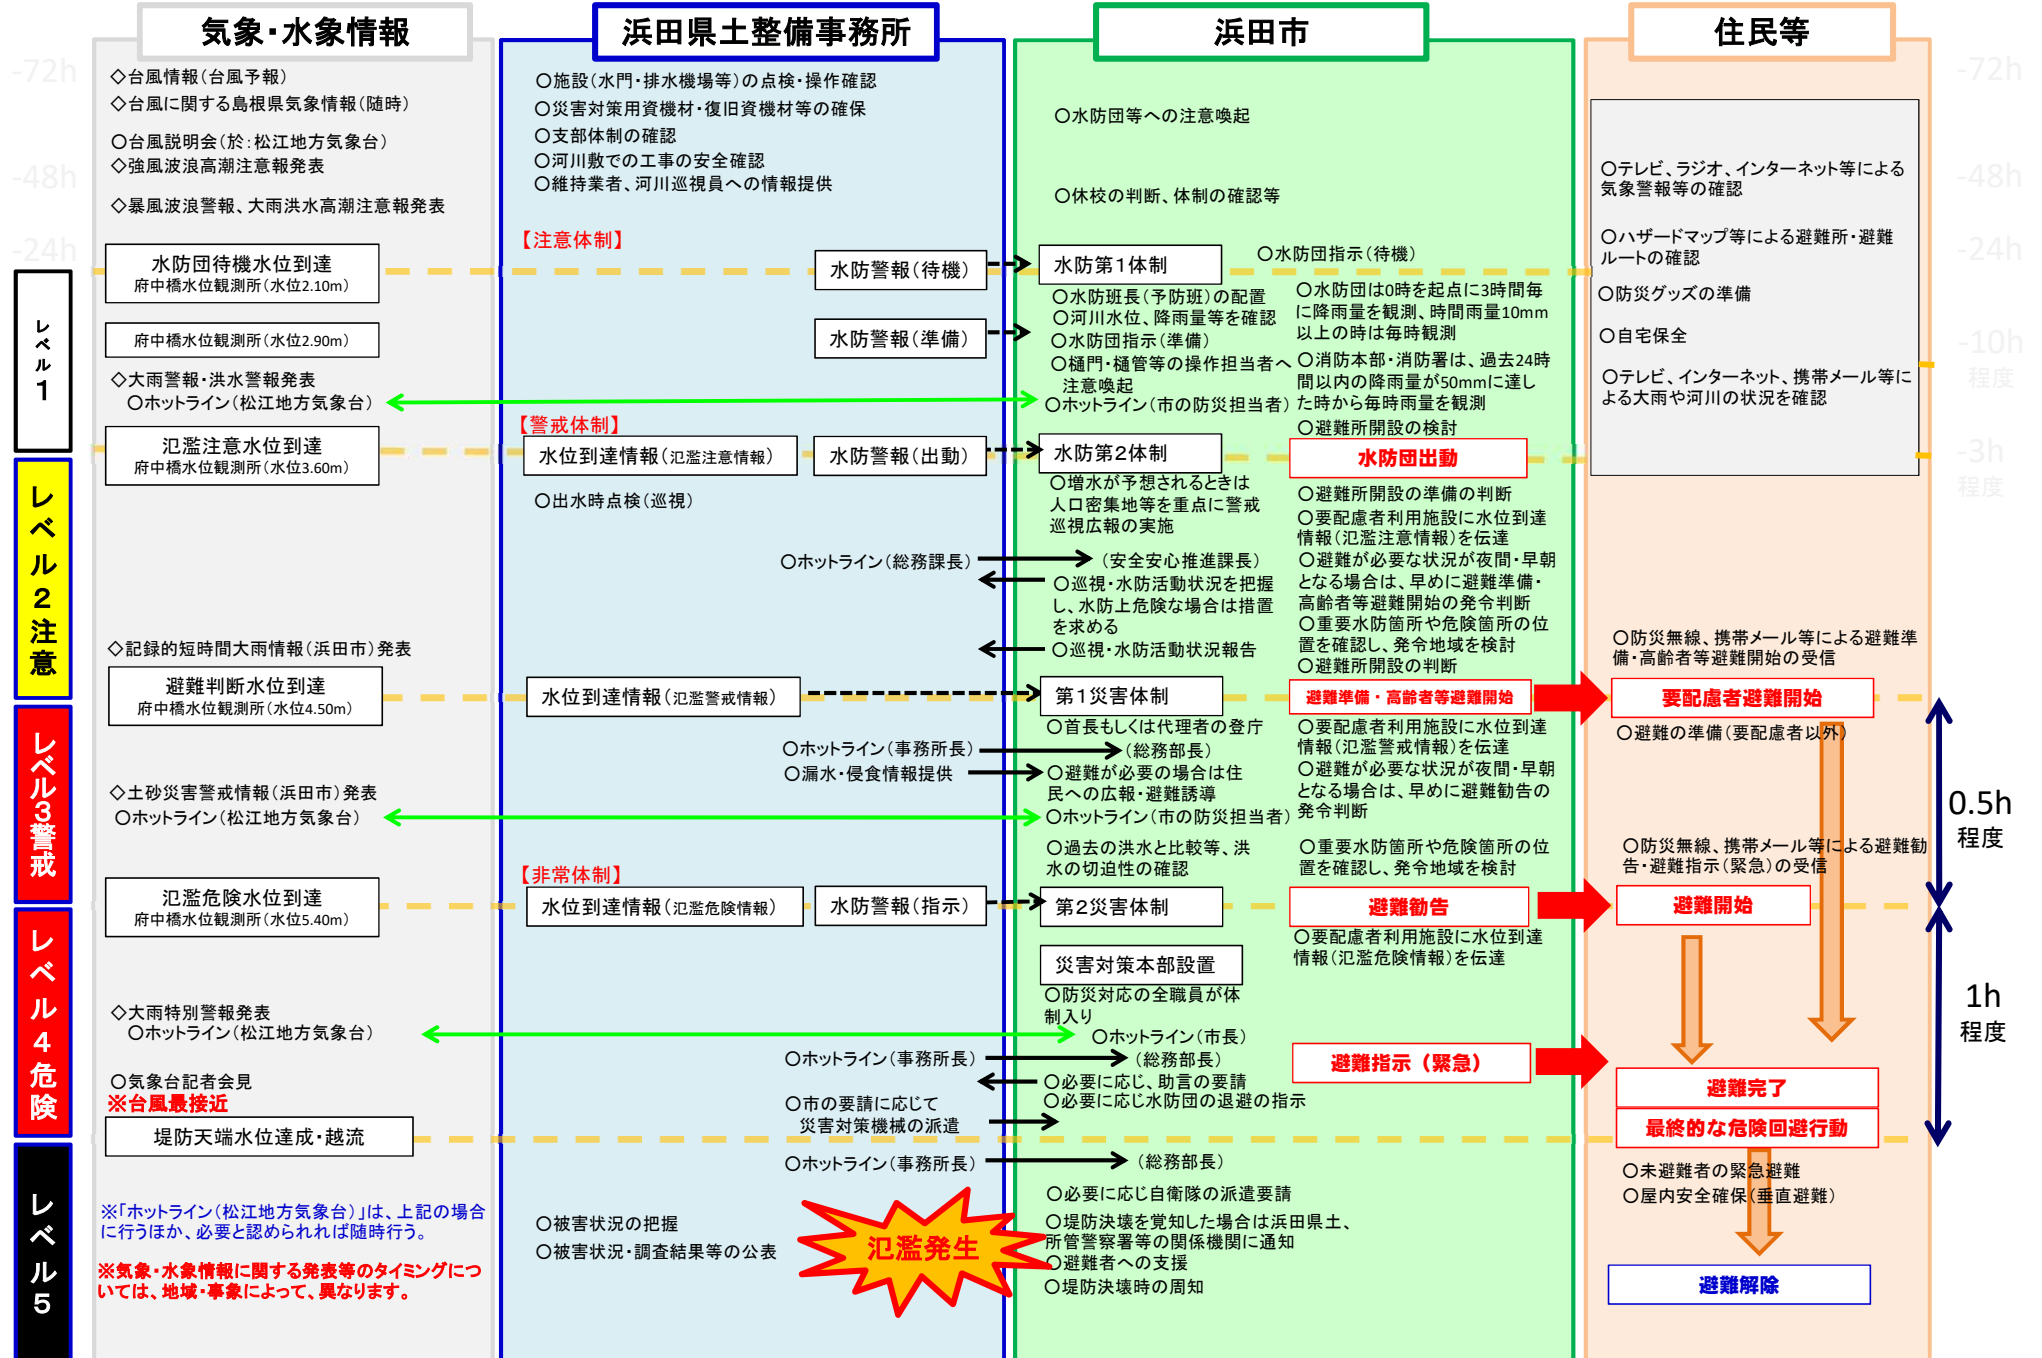 気象・水象情報
浜田県土整備事務所
浜田市
住民等
-72h
-48h
-24h
レベル1
レベル2注意
レベル3警戒
レベル4危険
レベル5
◇台風情報(台風予報)
◇台風に関する島根県気象情報(随時)
○台風説明会(於:松江地方気象台)
◇強風波浪高潮注意報発表
◇暴風波浪警報、大雨洪水高潮注意報発表
水防団待機水位到達
府中橋水位観測所(水位2.10m)
府中橋水位観測所(水位2.90m)
◇大雨警報・洪水警報発表
○ホットライン(松江地方気象台)
氾濫注意水位到達
府中橋水位観測所(水位3.60m)
◇記録的短時間大雨情報(浜田市)発表
避難判断水位到達
府中橋水位観測所(水位4.50m)
◇土砂災害警戒情報(浜田市)発表
○ホットライン(松江地方気象台)
氾濫危険水位到達
府中橋水位観測所(水位5.40m)
◇大雨特別警報発表
○ホットライン(松江地方気象台)
○気象台記者会見
※台風最接近
堤防天端水位達成・越流
※「ホットライン(松江地方気象台)」は、上記の場合
に行うほか、必要と認められれば随時行う。
※気象・水象情報に関する発表等のタイミングにつ
いては、地域・事象によって、異なります。
○施設(水門・排水機場等)の点検・操作確認
○災害対策用資機材・復旧資機材等の確保
○支部体制の確認
○河川敷での工事の安全確認
○維持業者、河川巡視員への情報提供
【注意体制】
水防警報(待機)
水防警報(準備)
【警戒体制】
水位到達情報(氾濫注意情報)
水防警報(出動)
○出水時点検(巡視)
○ホットライン(総務課長)
水位到達情報(氾濫警戒情報)
○ホットライン(事務所長)
○漏水・侵食情報提供
【非常体制】
水位到達情報(氾濫危険情報)
水防警報(指示)
○ホットライン(事務所長)
○市の要請に応じて
災害対策機械の派遣
○ホットライン(事務所長)
○被害状況の把握
○被害状況・調査結果等の公表
氾濫発生
○水防団等への注意喚起
○休校の判断、体制の確認等
水防第1体制
○水防班長(予防班)の配置
○河川水位、降雨量等を確認
○水防団指示(準備)
○樋門・樋管等の操作担当者へ
注意喚起
○ホットライン(市の防災担当者)
水防第2体制
○増水が予想されるときは
人口密集地等を重点に警戒
巡視広報の実施
(安全安心推進課長)
○巡視・水防活動状況を把握
し、水防上危険な場合は措置
を求める
○巡視・水防活動状況報告
第1災害体制
○首長もしくは代理者の登庁
(総務部長)
○避難が必要の場合は住
民への広報・避難誘導
○ホットライン(市の防災担当者)
○過去の洪水と比較等、洪
水の切迫性の確認
第2災害体制
災害対策本部設置
○防災対応の全職員が体
制入り
○ホットライン(市長)
(総務部長)
○必要に応じ、助言の要請
○必要に応じ水防団の退避の指示
(総務部長)
○必要に応じ自衛隊の派遣要請
○堤防決壊を覚知した場合は浜田県土、
所管警察署等の関係機関に通知
○避難者への支援
○堤防決壊時の周知
○水防団指示(待機)
○水防団は0時を起点に3時間毎
に降雨量を観測、時間雨量10mm
以上の時は毎時観測
○消防本部・消防署は、過去24時
間以内の降雨量が50mmに達し
た時から毎時雨量を観測
○避難所開設の検討
水防団出動
○避難所開設の準備の判断
○要配慮者利用施設に水位到達
情報(氾濫注意情報)を伝達
○避難が必要な状況が夜間・早朝
となる場合は、早めに避難準備・
高齢者等避難開始の発令判断
○重要水防箇所や危険箇所の位
置を確認し、発令地域を検討
○避難所開設の判断
避難準備・高齢者等避難開始
○要配慮者利用施設に水位到達
情報(氾濫警戒情報)を伝達
○避難が必要な状況が夜間・早朝
となる場合は、早めに避難勧告の
発令判断
○重要水防箇所や危険箇所の位
置を確認し、発令地域を検討
避難勧告
○要配慮者利用施設に水位到達
情報(氾濫危険情報)を伝達
避難指示(緊急)
○テレビ、ラジオ、インターネット等による
気象警報等の確認
○ハザードマップ等による避難所・避難
ルートの確認
○防災グッズの準備
○自宅保全
○テレビ、インターネット、携帯メール等に
よる大雨や河川の状況を確認
○防災無線、携帯メール等による避難準
備・高齢者等避難開始の受信
要配慮者避難開始
○避難の準備(要配慮者以外)
○防災無線、携帯メール等による避難勧
告・避難指示(緊急)の受信
避難開始
避難完了
最終的な危険回避行動
○未避難者の緊急避難
○屋内安全確保(垂直避難)
避難解除
-72h
-48h
-24h
-10h
程度
-3h
程度
0.5h
程度
1h
程度